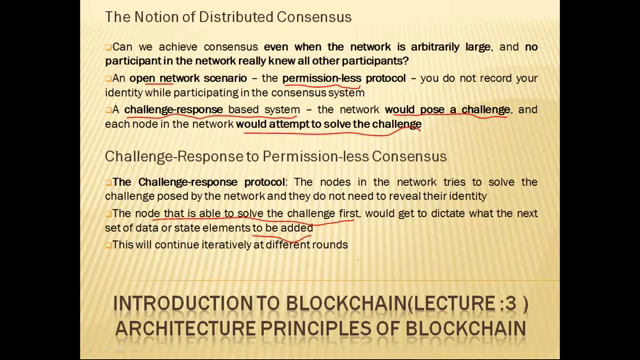 The Notion of Distributed Consensus
Can we achieve consensus even when the network is arbitrarily large, and no
participant in the network really knew all other participants?
An open network scenario – the permission-less protocol – you do not record your
identity while participating in the consensus system
A challenge-response based system – the network would pose a challenge, and
each node in the network would attempt to solve the challenge
Challenge-Response to Permission-less Consensus
The Challenge-response protocol: The nodes in the network tries to solve the
challenge posed by the network and they do not need to reveal their identity
The node that is able to solve the challenge first, would get to dictate what the next
set of data or state elements to be added
This will continue iteratively at different rounds
INTRODUCTION TO BLOCKCHAIN(LECTURE :3 )
ARCHITECTURE PRINCIPLES OF BLOCKCHAIN